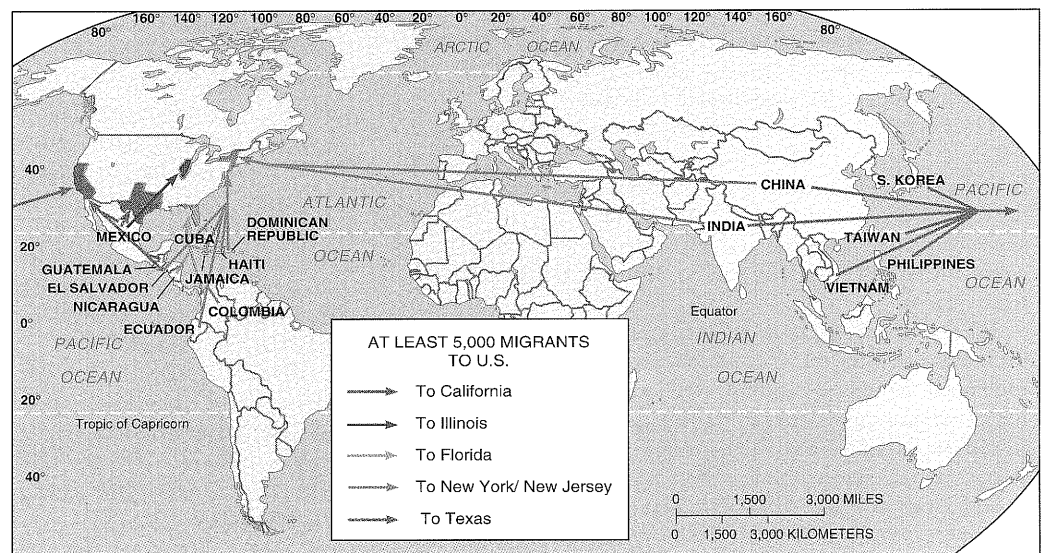 160° 140° 120° 100° 80° 60° 40° 20° 0° 20° 40° 60° 80° 100° 120° 140° 160°
80°
80°
ARCTIC OCEAN
40°
ATLANTIC
OCEAN
CHINA
S. KOREA
PACIFIC
OCEAN
INDIA
TAIWAN
PHILIPPINES
VIETNAM
MEXICO
CUBA
DOMINICAN
REPUBLIC
20°
HAITI
GUATEMALA
JAMAICA
EL SALVADOR
NICARAGUA
COLOMBIA
ECUADOR
0°
Equator
PACIFIC
OCEAN
INDIAN
OCEAN
20°
Tropic of Capricorn
40°
AT LEAST 5,000 MIGRANTS
TO U.S.
To California
To Illinois
To Florida
To New York/ New Jersey
To Texas
0 1,500 3,000 MILES
0 1,500 3,000 KILOMETERS